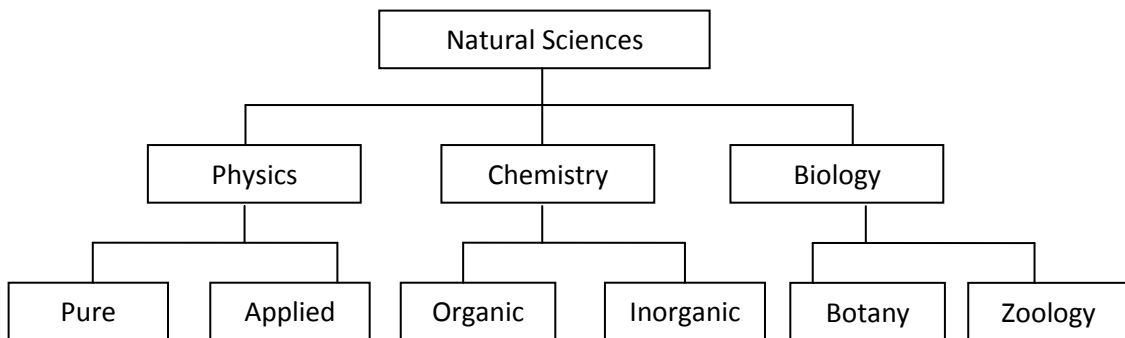 Natural Sciences
Physics Chemistry Biology
Pure Applied Organic Inorganic Botany Zoology